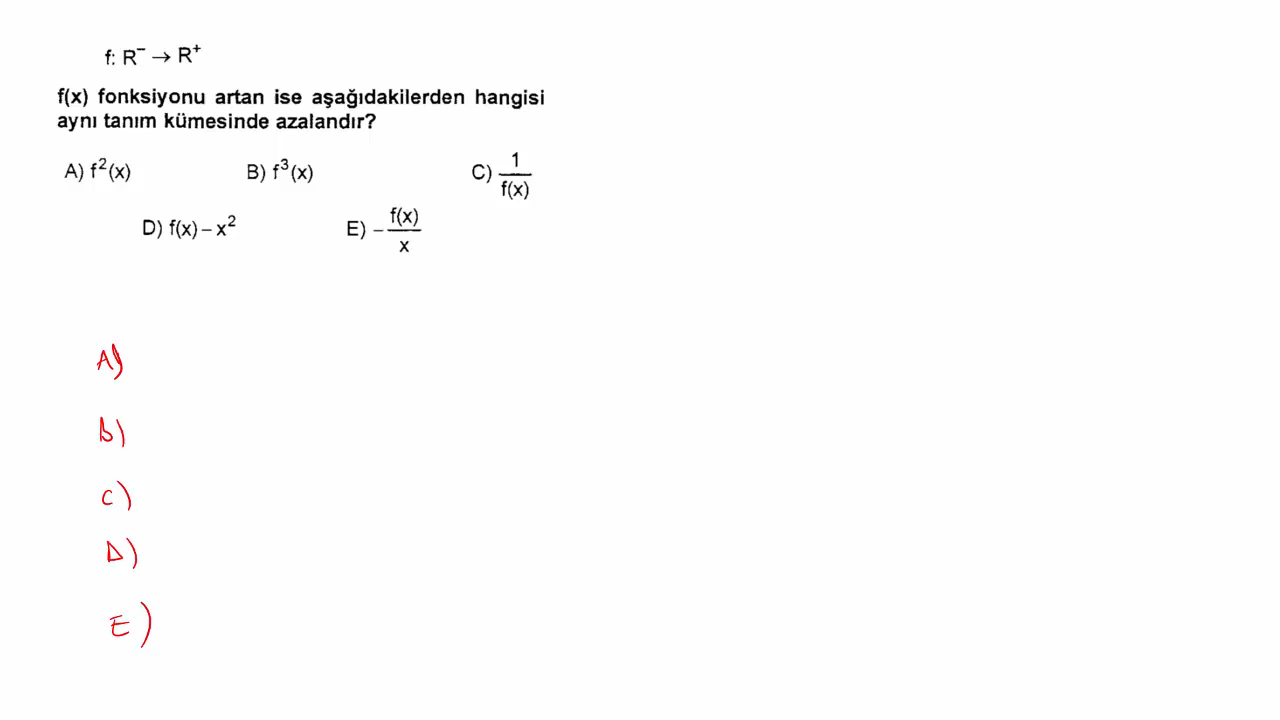 f: R⁻ → R⁺
f(x) fonksiyonu artan ise aşağıdakilerden hangisi
aynı tanım kümesinde azalandır?
A) f²(x) B) f³(x) C) 1/f(x)
D) f(x) – x² E) – f(x)/x
A)
B)
C)
D)
E)